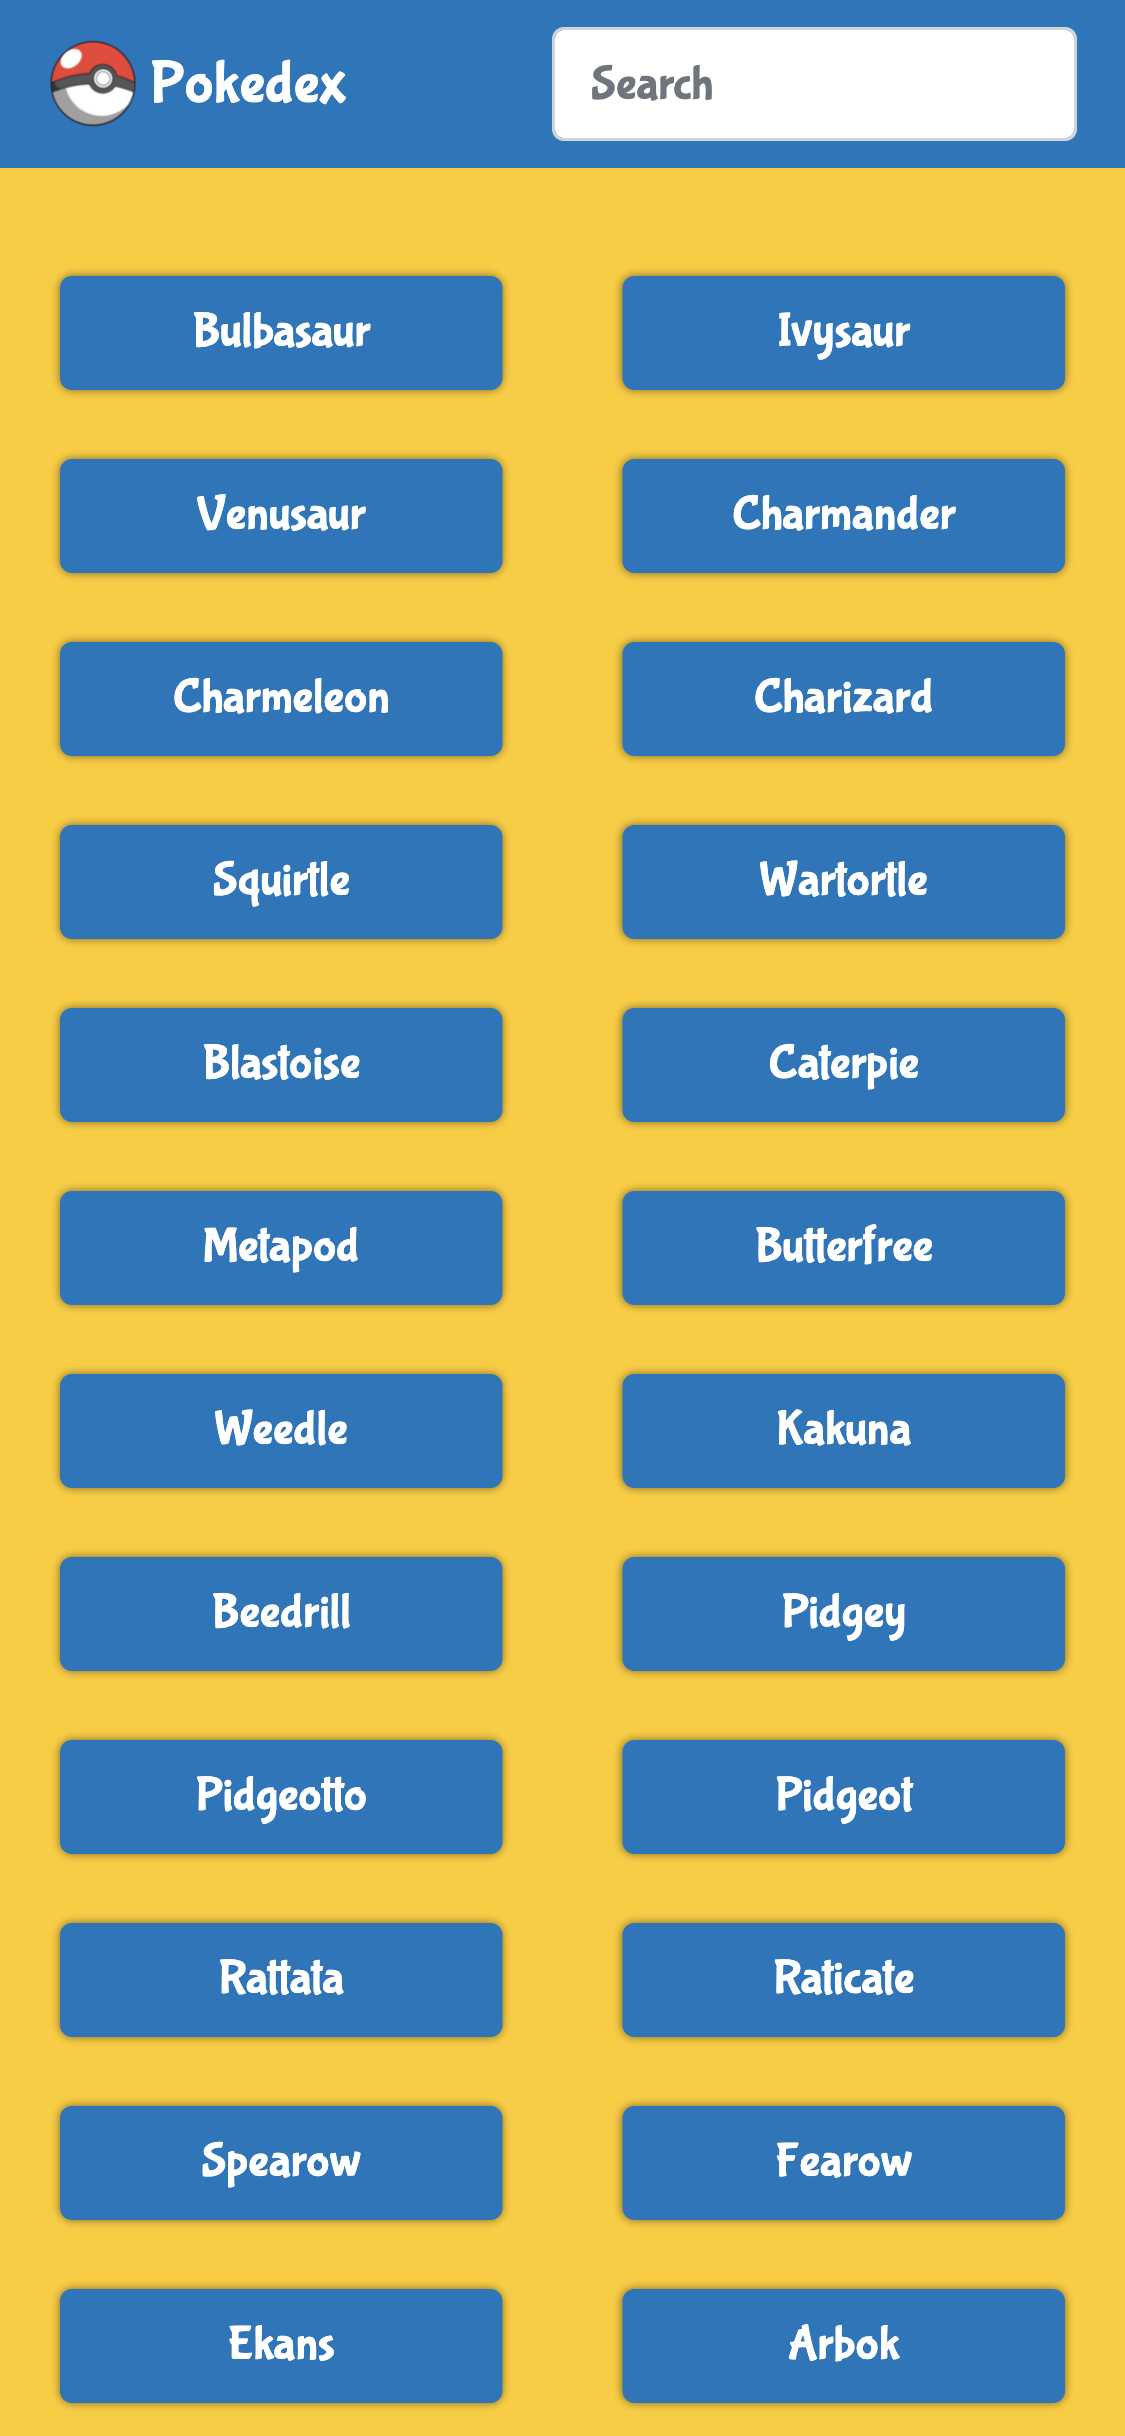 Pokedex
Search
Bulbasaur
Ivysaur
Venusaur
Charmander
Charmeleon
Charizard
Squirtle
Wartortle
Blastoise
Caterpie
Metapod
Butterfree
Weedle
Kakuna
Beedrill
Pidgey
Pidgeotto
Pidgeot
Rattata
Raticate
Spearow
Fearow
Ekans
Arbok